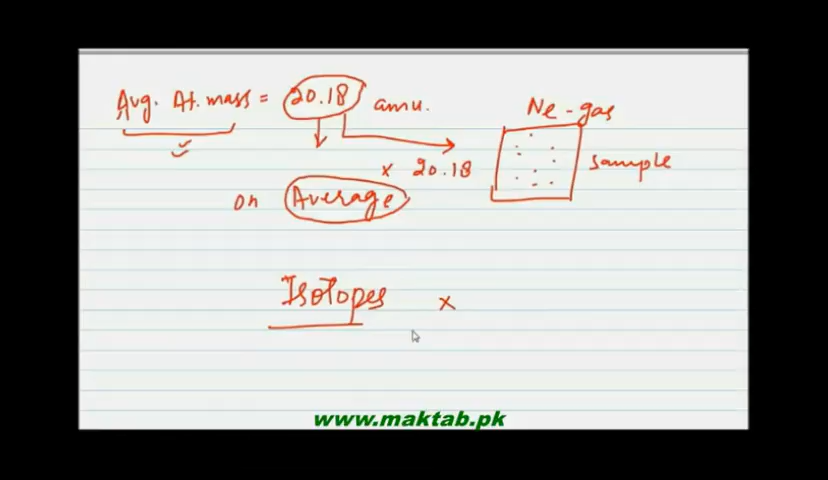 Avg. At. mass = 20.18 amu.
Ne-gas
× 20.18
sample
on Average
Isotopes ×
www.maktab.pk